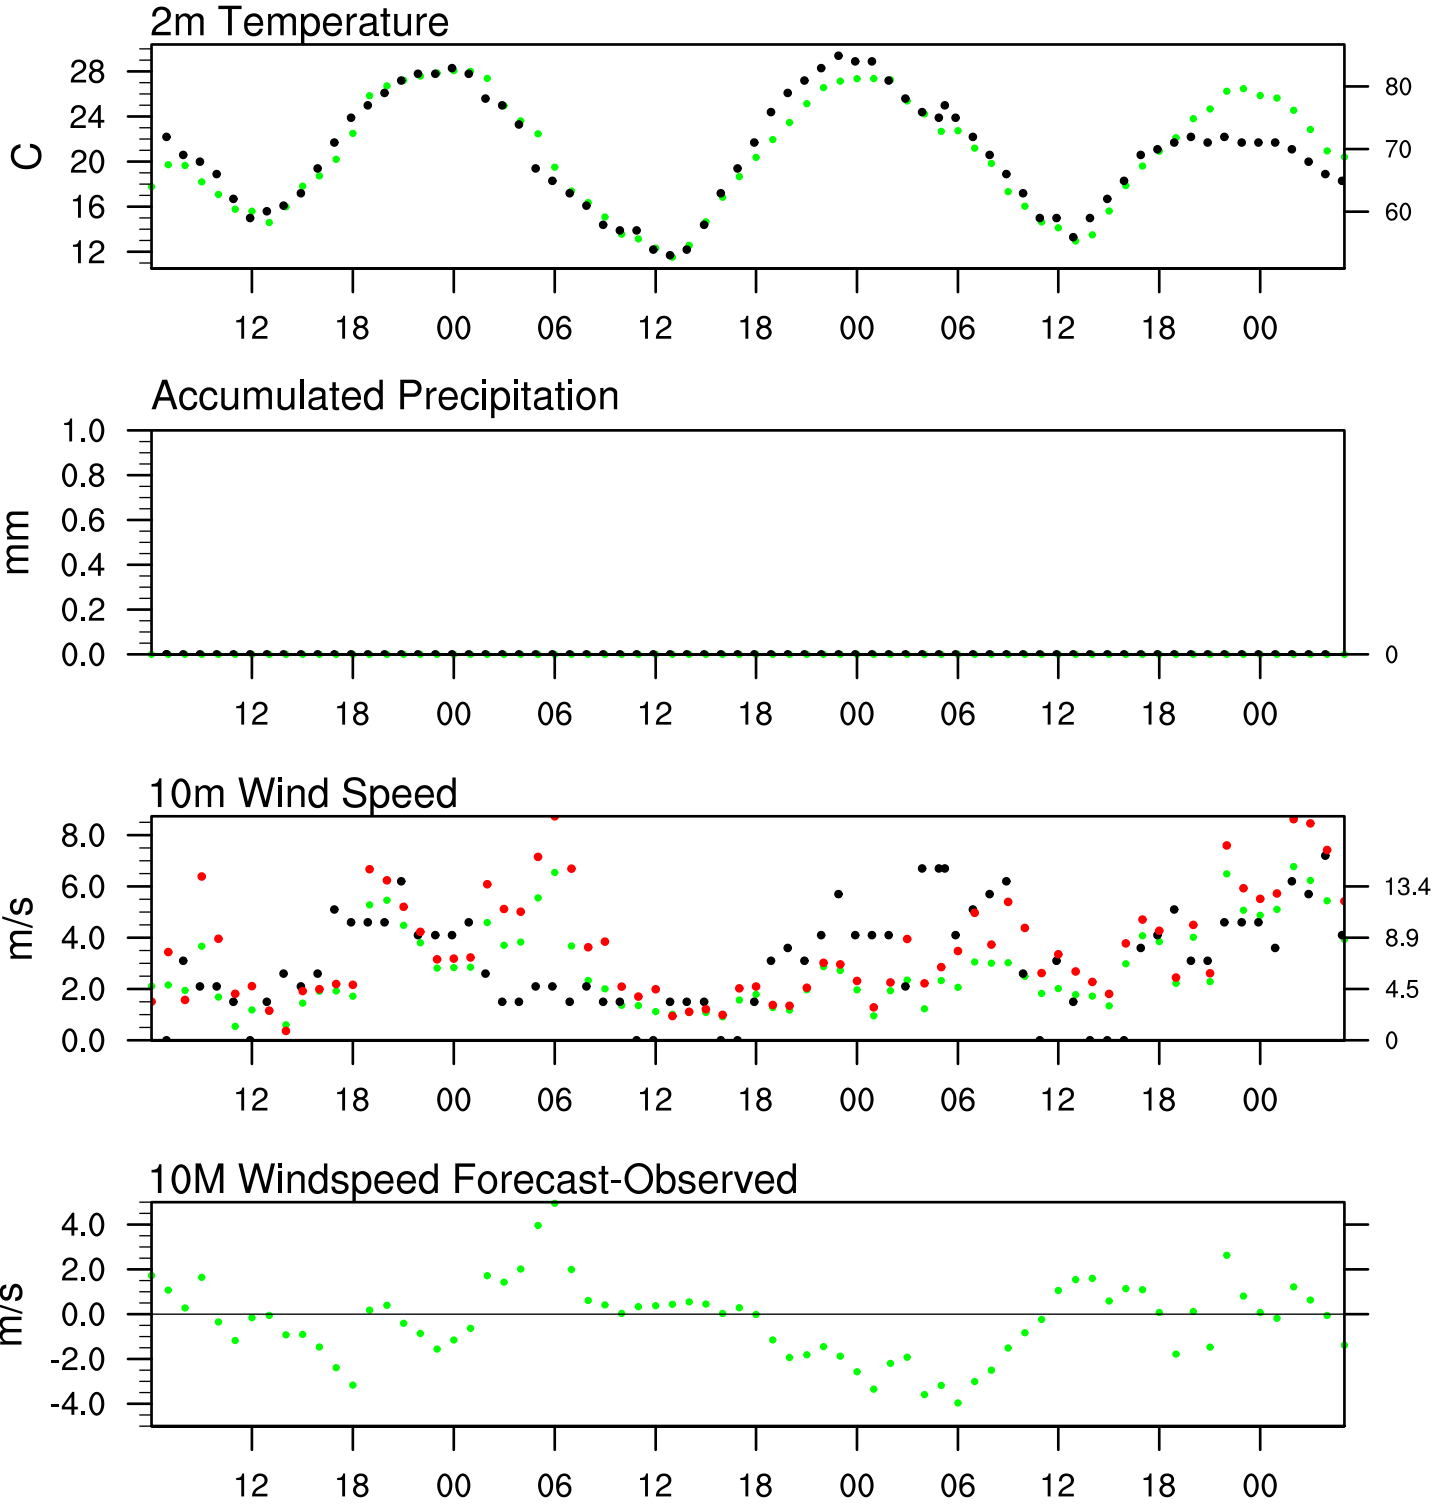 2m Temperature
C
28
24
20
16
12
80
70
60
12 18 00 06 12 18 00 06 12 18 00
Accumulated Precipitation
mm
1.0
0.8
0.6
0.4
0.2
0.0
0
12 18 00 06 12 18 00 06 12 18 00
10m Wind Speed
m/s
8.0
6.0
4.0
2.0
0.0
13.4
8.9
4.5
0
12 18 00 06 12 18 00 06 12 18 00
10M Windspeed Forecast-Observed
m/s
4.0
2.0
0.0
-2.0
-4.0
12 18 00 06 12 18 00 06 12 18 00